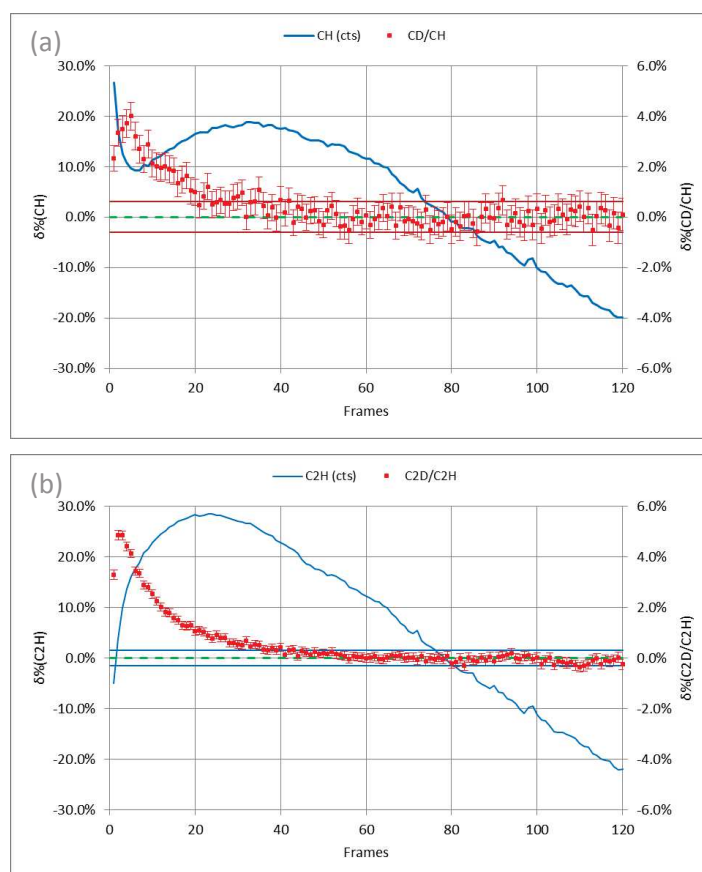 (a)
CH (cts) CD/CH
30.0% 6.0%
20.0% 4.0%
10.0% 2.0%
0.0% 0.0%
-10.0% -2.0%
-20.0% -4.0%
-30.0% -6.0%
δ%(CH)
δ%(CD/CH)
0 20 40 60 80 100 120
Frames
(b)
C2H (cts) C2D/C2H
30.0% 6.0%
20.0% 4.0%
10.0% 2.0%
0.0% 0.0%
-10.0% -2.0%
-20.0% -4.0%
-30.0% -6.0%
δ%(C2H)
δ%(C2D/C2H)
0 20 40 60 80 100 120
Frames